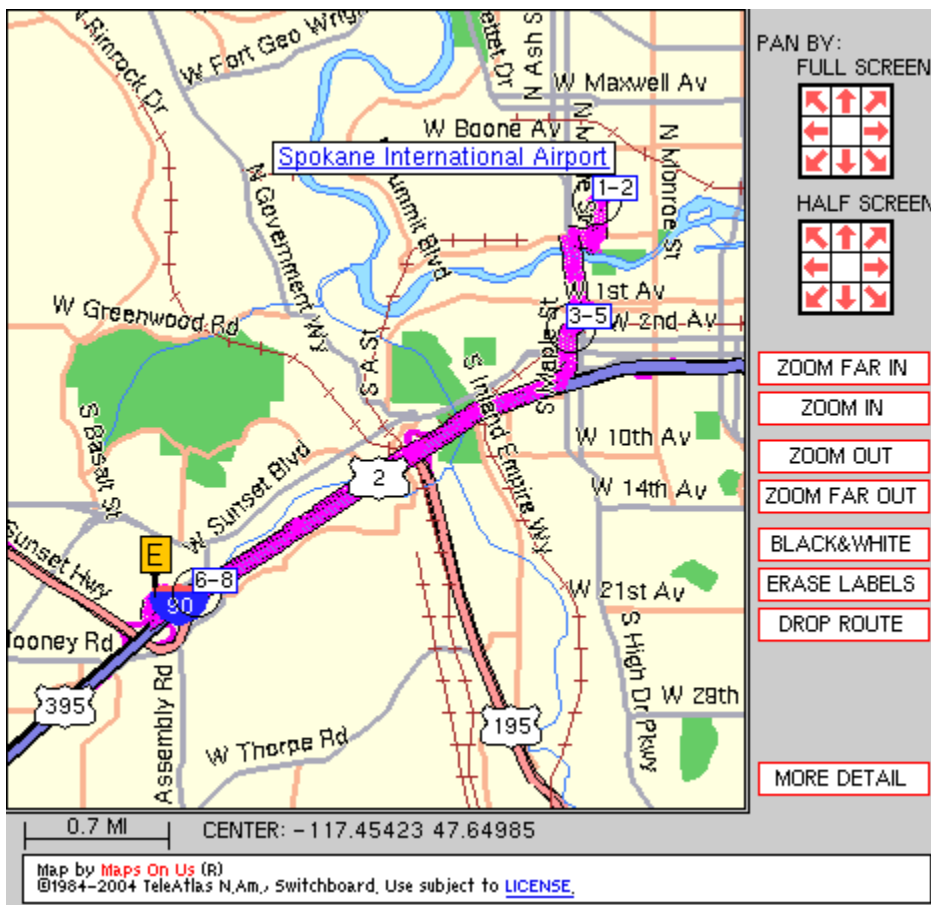 N Rimrock Dr
W Fort Geo Wrig
N Ash S
W Maxwell Av
W Boone Av
N Monroe St
Spokane International Airport
1-2
N Government WY
W 1st Av
3-5
W 2nd Av
W Greenwood Rd
S A St
S Maple St
S Inland Empire WY
W 10th Av
S Basalt St
W Sunset Blvd
2
W 14th Av
E
6-8
90
Sunset Hwy
W 21st Av
looney Rd
S High Dr Pkwy
395
Assembly Rd
W Thorpe Rd
195
W 29th
PAN BY:
FULL SCREEN
HALF SCREEN
ZOOM FAR IN
ZOOM IN
ZOOM OUT
ZOOM FAR OUT
BLACK&WHITE
ERASE LABELS
DROP ROUTE
MORE DETAIL
0.7 MI
CENTER: -117.45423 47.64985
Map by Maps On Us (R)
©1984-2004 TeleAtlas N.Am., Switchboard. Use subject to LICENSE.